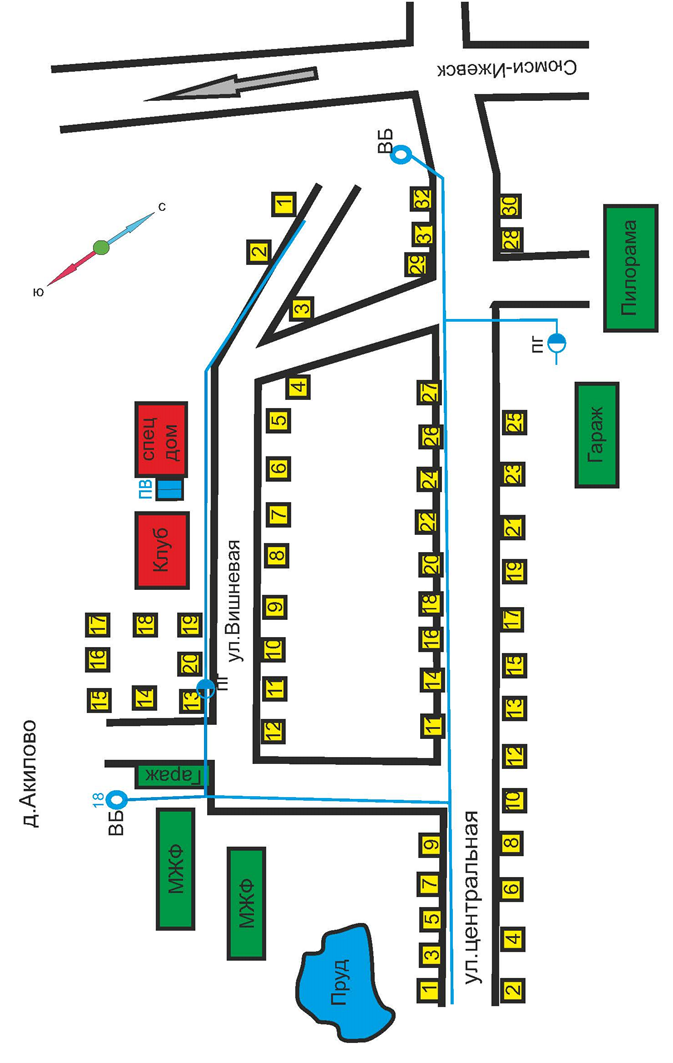 д.Акилово
ю
с
18
ВБ
15
16
17
14
18
13
20
19
ПВ
Клуб
спец
дом
МЖФ
Гараж
пг
МЖФ
ул.Вишневая
12
11
10
9
8
7
6
5
4
3
2
1
Пруд
ВБ
1
3
5
7
9
11
14
16
18
20
22
24
26
27
29
31
32
ул.центральная
Сюмси-Ижевск
2
4
6
8
10
12
13
15
17
19
21
23
25
28
30
пг
Гараж
Пилорама